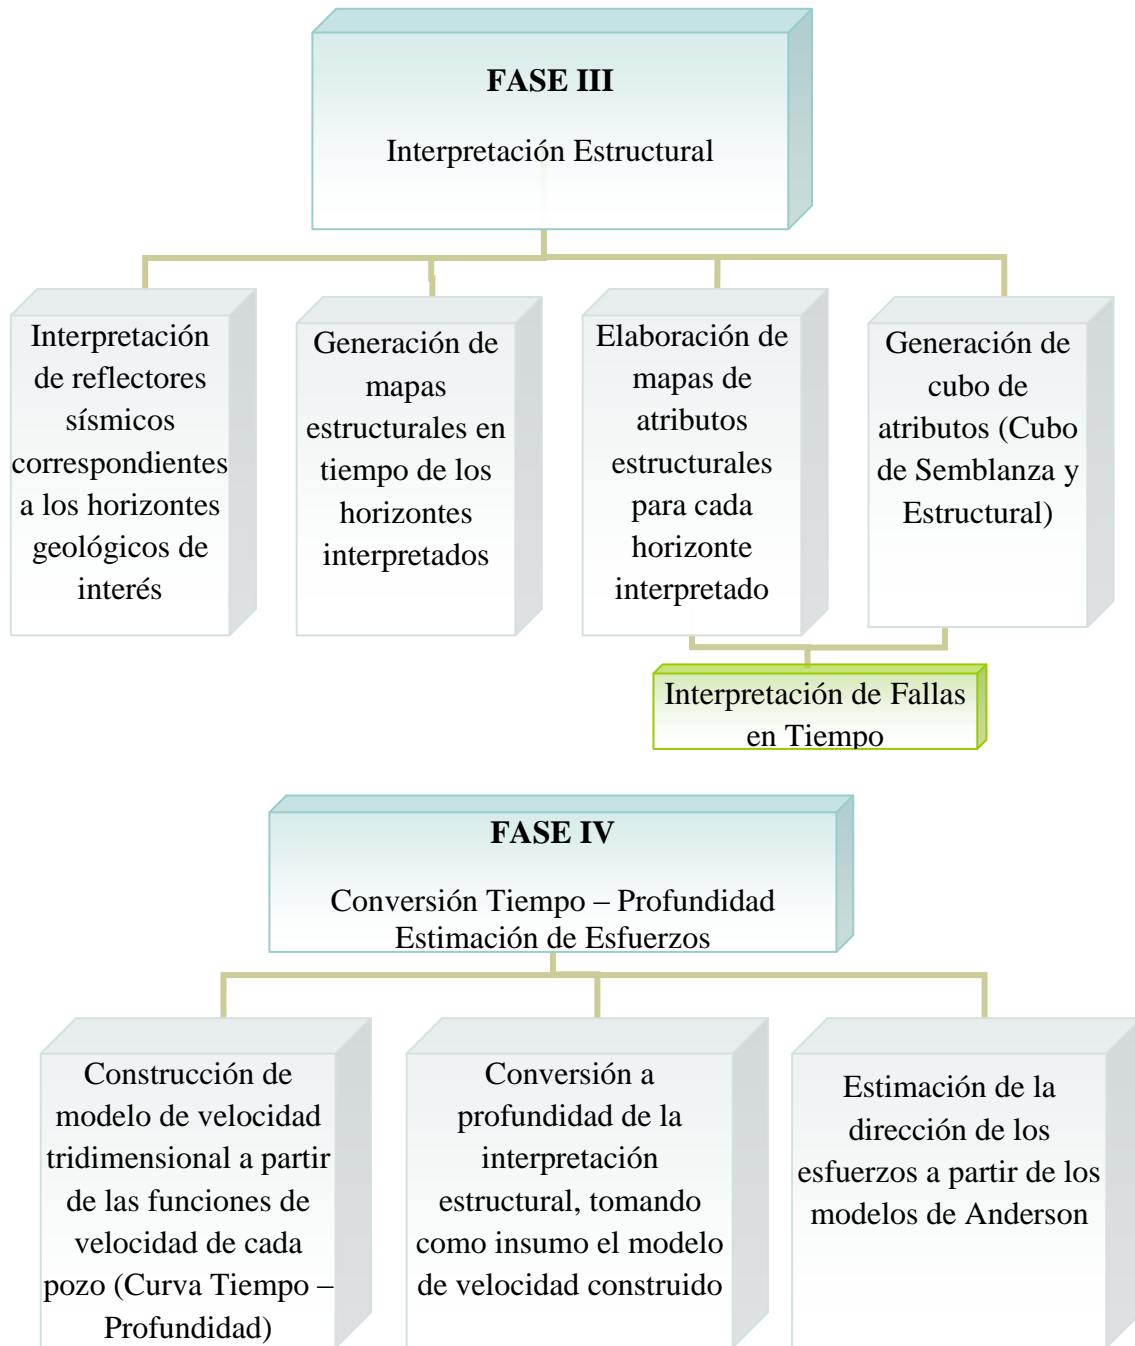 FASE III
Interpretación Estructural
Interpretación
de reflectores
sísmicos
correspondientes
a los horizontes
geológicos de
interés
Generación de
mapas
estructurales en
tiempo de los
horizontes
interpretados
Elaboración de
mapas de
atributos
estructurales
para cada
horizonte
interpretado
Generación de
cubo de
atributos (Cubo
de Semblanza y
Estructural)
Interpretación de Fallas
en Tiempo
FASE IV
Conversión Tiempo – Profundidad
Estimación de Esfuerzos
Construcción de
modelo de velocidad
tridimensional a partir
de las funciones de
velocidad de cada
pozo (Curva Tiempo –
Profundidad)
Conversión a
profundidad de la
interpretación
estructural, tomando
como insumo el modelo
de velocidad construido
Estimación de la
dirección de los
esfuerzos a partir de los
modelos de Anderson